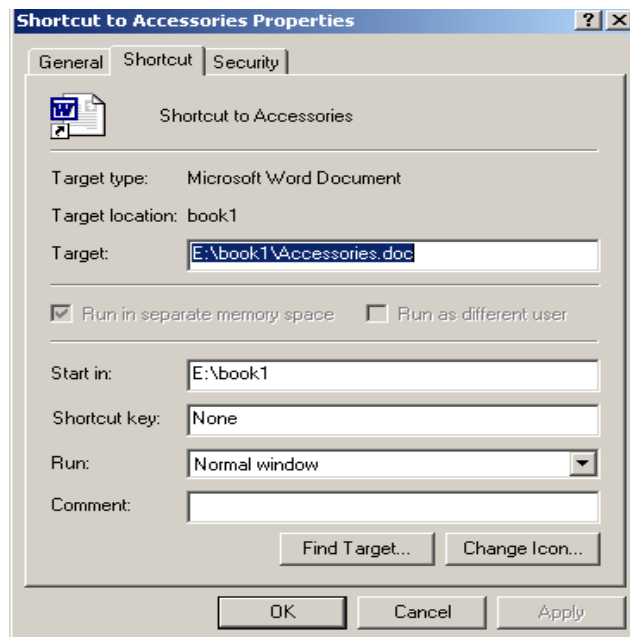 Shortcut to Accessories Properties
General Shortcut Security
Shortcut to Accessories
Target type: Microsoft Word Document
Target location: book1
Target: E:\book1\Accessories.doc
Run in separate memory space Run as different user
Start in: E:\book1
Shortcut key: None
Run: Normal window
Comment:
Find Target... Change Icon...
OK Cancel Apply